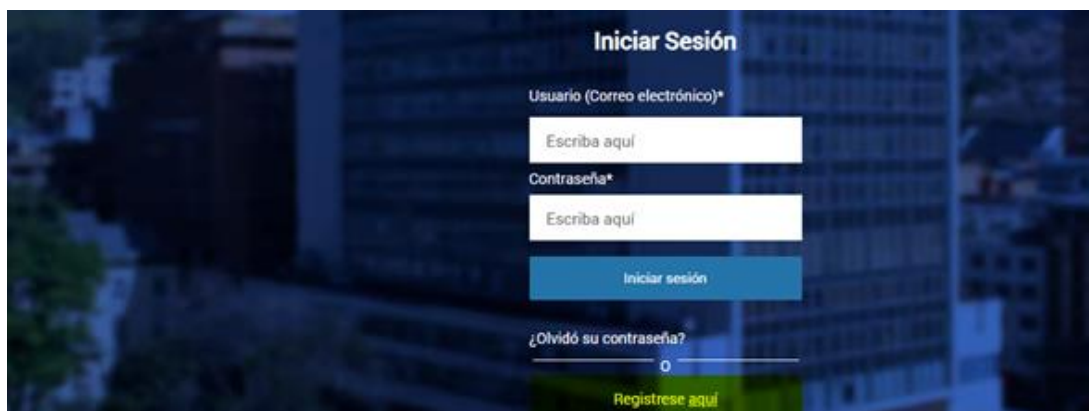 Iniciar Sesión
Usuario (Correo electrónico)*
Escriba aquí
Contraseña*
Escriba aquí
Iniciar sesión
¿Olvidó su contraseña?
O
Registrese aquí